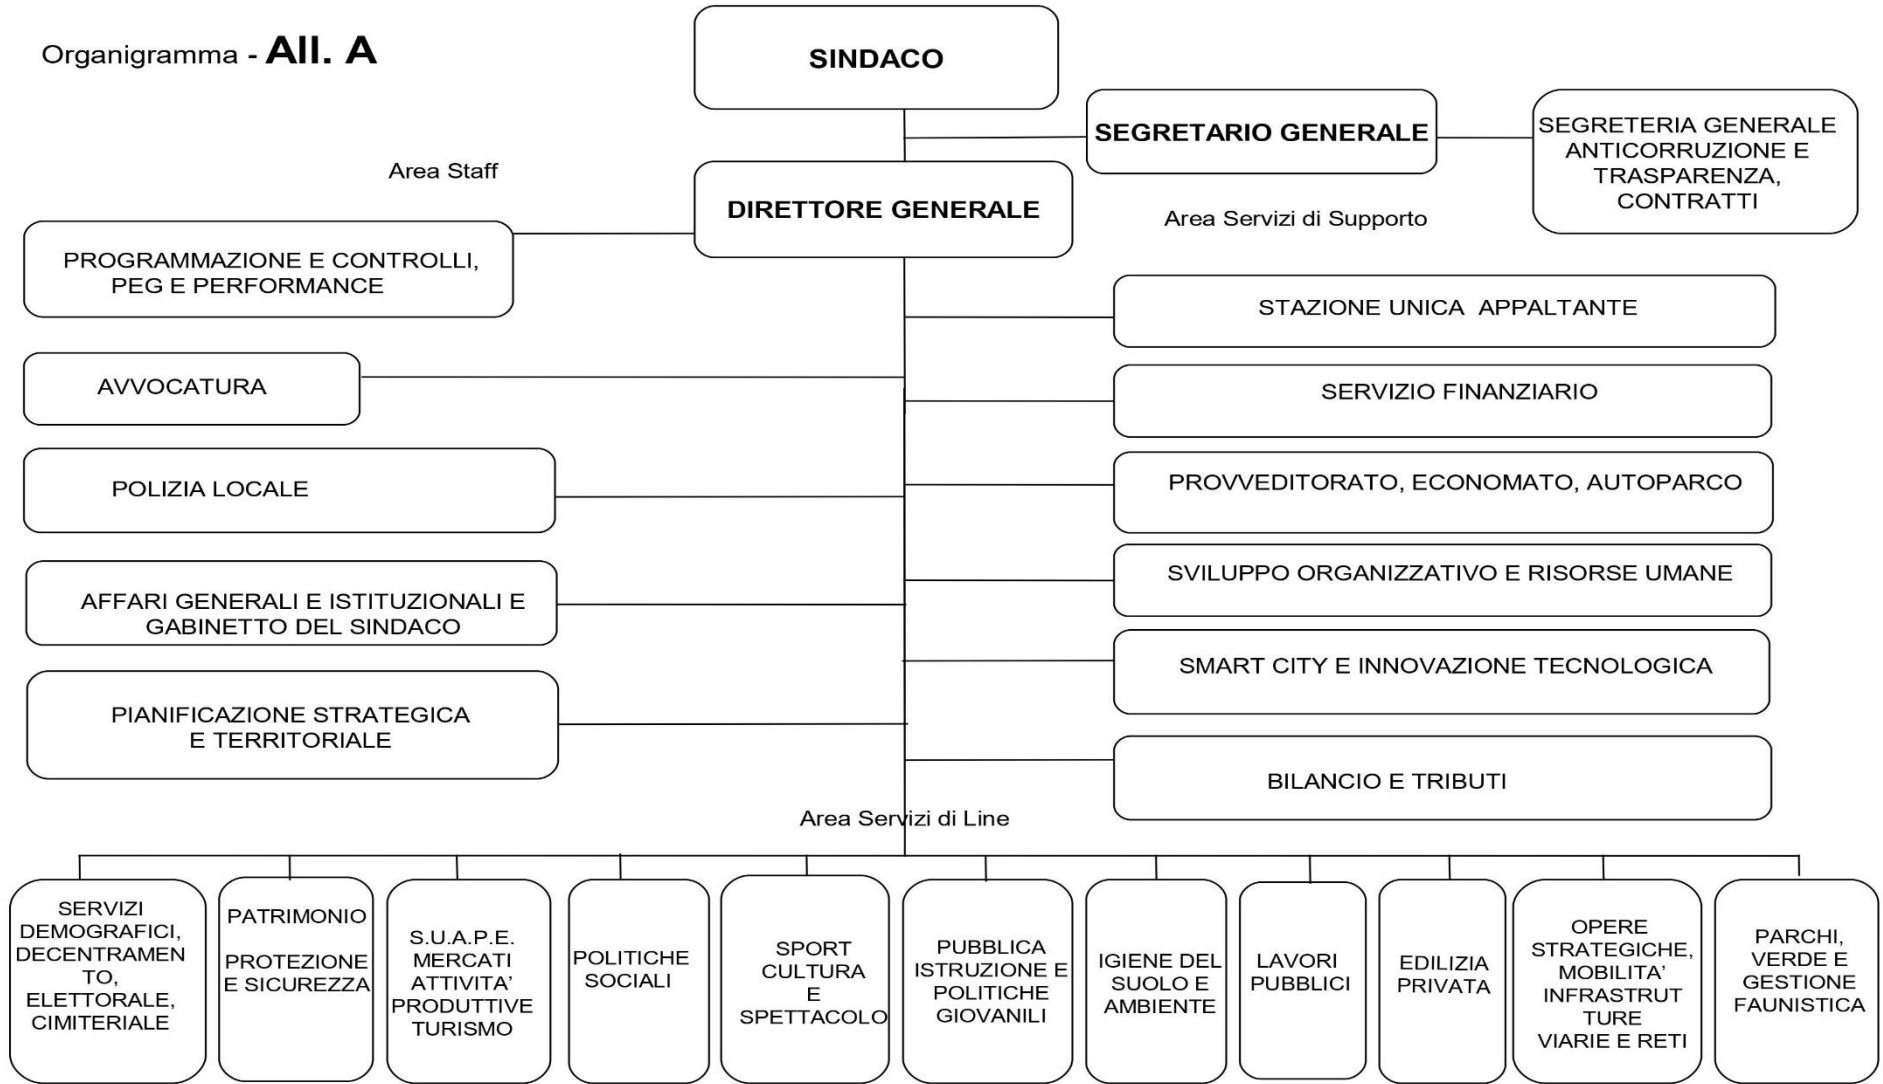 Organigramma - All. A
SINDACO
SEGRETARIO GENERALE
SEGRETERIA GENERALE
ANTICORRUZIONE E
TRASPARENZA,
CONTRATTI
Area Staff
DIRETTORE GENERALE
Area Servizi di Supporto
PROGRAMMAZIONE E CONTROLLI,
PEG E PERFORMANCE
AVVOCATURA
POLIZIA LOCALE
AFFARI GENERALI E ISTITUZIONALI E
GABINETTO DEL SINDACO
PIANIFICAZIONE STRATEGICA
E TERRITORIALE
STAZIONE UNICA APPALTANTE
SERVIZIO FINANZIARIO
PROVVEDITORATO, ECONOMATO, AUTOPARCO
SVILUPPO ORGANIZZATIVO E RISORSE UMANE
SMART CITY E INNOVAZIONE TECNOLOGICA
BILANCIO E TRIBUTI
Area Servizi di Line
SERVIZI
DEMOGRAFICI,
DECENTRAMEN
TO,
ELETTORALE,
CIMITERIALE
PATRIMONIO
PROTEZIONE
E SICUREZZA
S.U.A.P.E.
MERCATI
ATTIVITA’
PRODUTTIVE
TURISMO
POLITICHE
SOCIALI
SPORT
CULTURA
E
SPETTACOLO
PUBBLICA
ISTRUZIONE E
POLITICHE
GIOVANILI
IGIENE DEL
SUOLO E
AMBIENTE
LAVORI
PUBBLICI
EDILIZIA
PRIVATA
OPERE
STRATEGICHE,
MOBILITA’
INFRASTRUT
TURE
VIARIE E RETI
PARCHI,
VERDE E
GESTIONE
FAUNISTICA